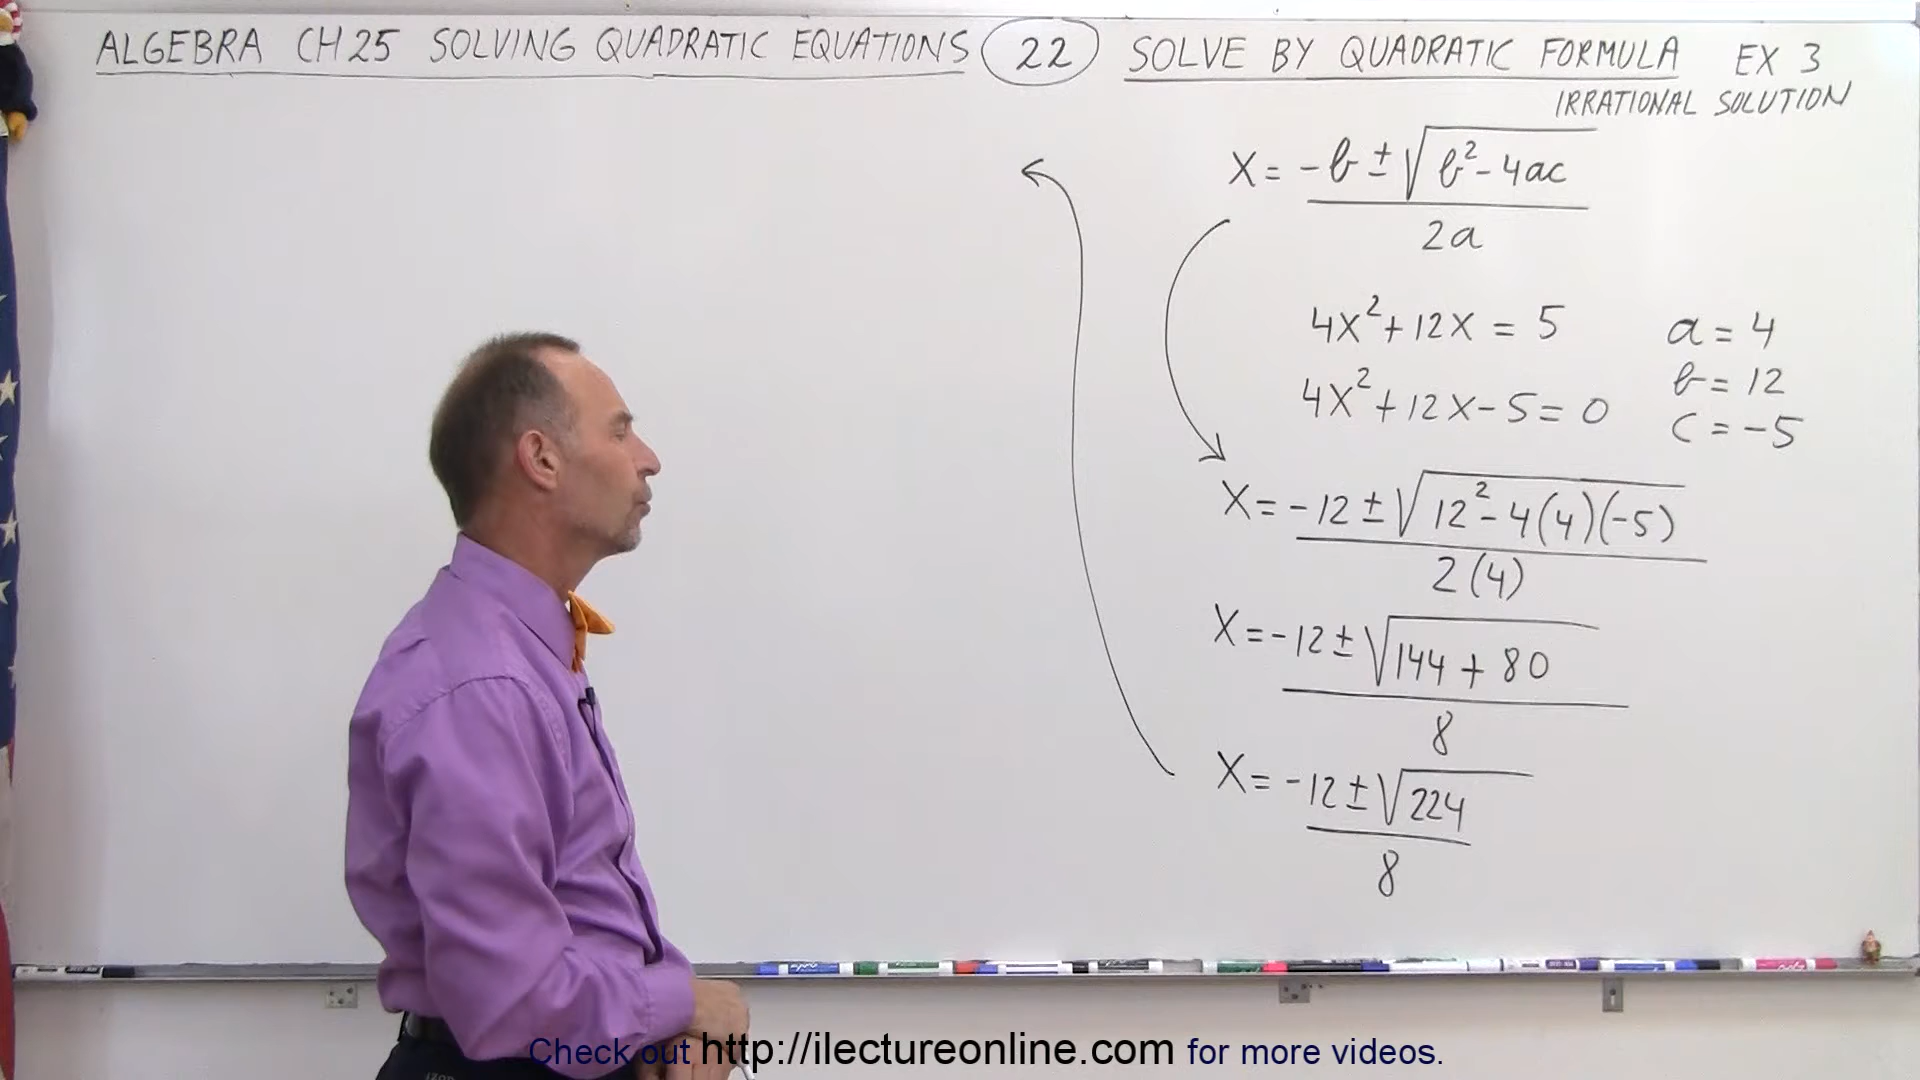 ALGEBRA CH 25 SOLVING QUADRATIC EQUATIONS 22 SOLVE BY QUADRATIC FORMULA EX 3
IRRATIONAL SOLUTION
X = -b ± √(b² - 4ac) / 2a
4X² + 12X = 5
4X² + 12X - 5 = 0
a = 4
b = 12
c = -5
X = -12 ± √(12² - 4(4)(-5)) / 2(4)
X = -12 ± √(144 + 80) / 8
X = -12 ± √224 / 8
Check out http://ilectureonline.com for more videos.